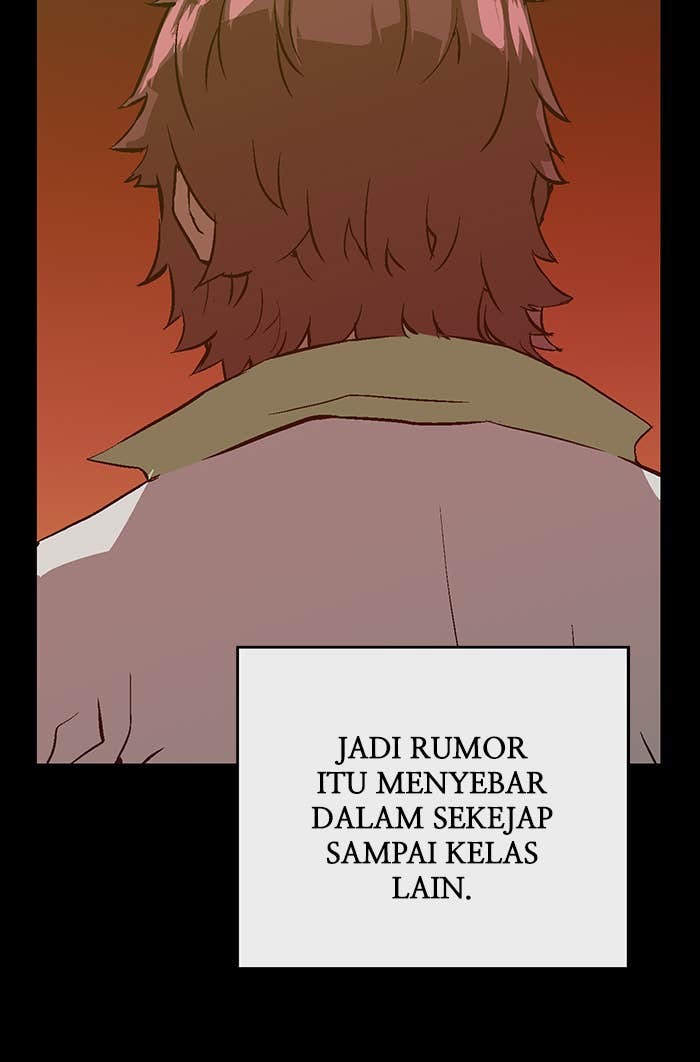 JADI RUMOR
ITU MENYEBAR
DALAM SEKEJAP
SAMPAI KELAS
LAIN.